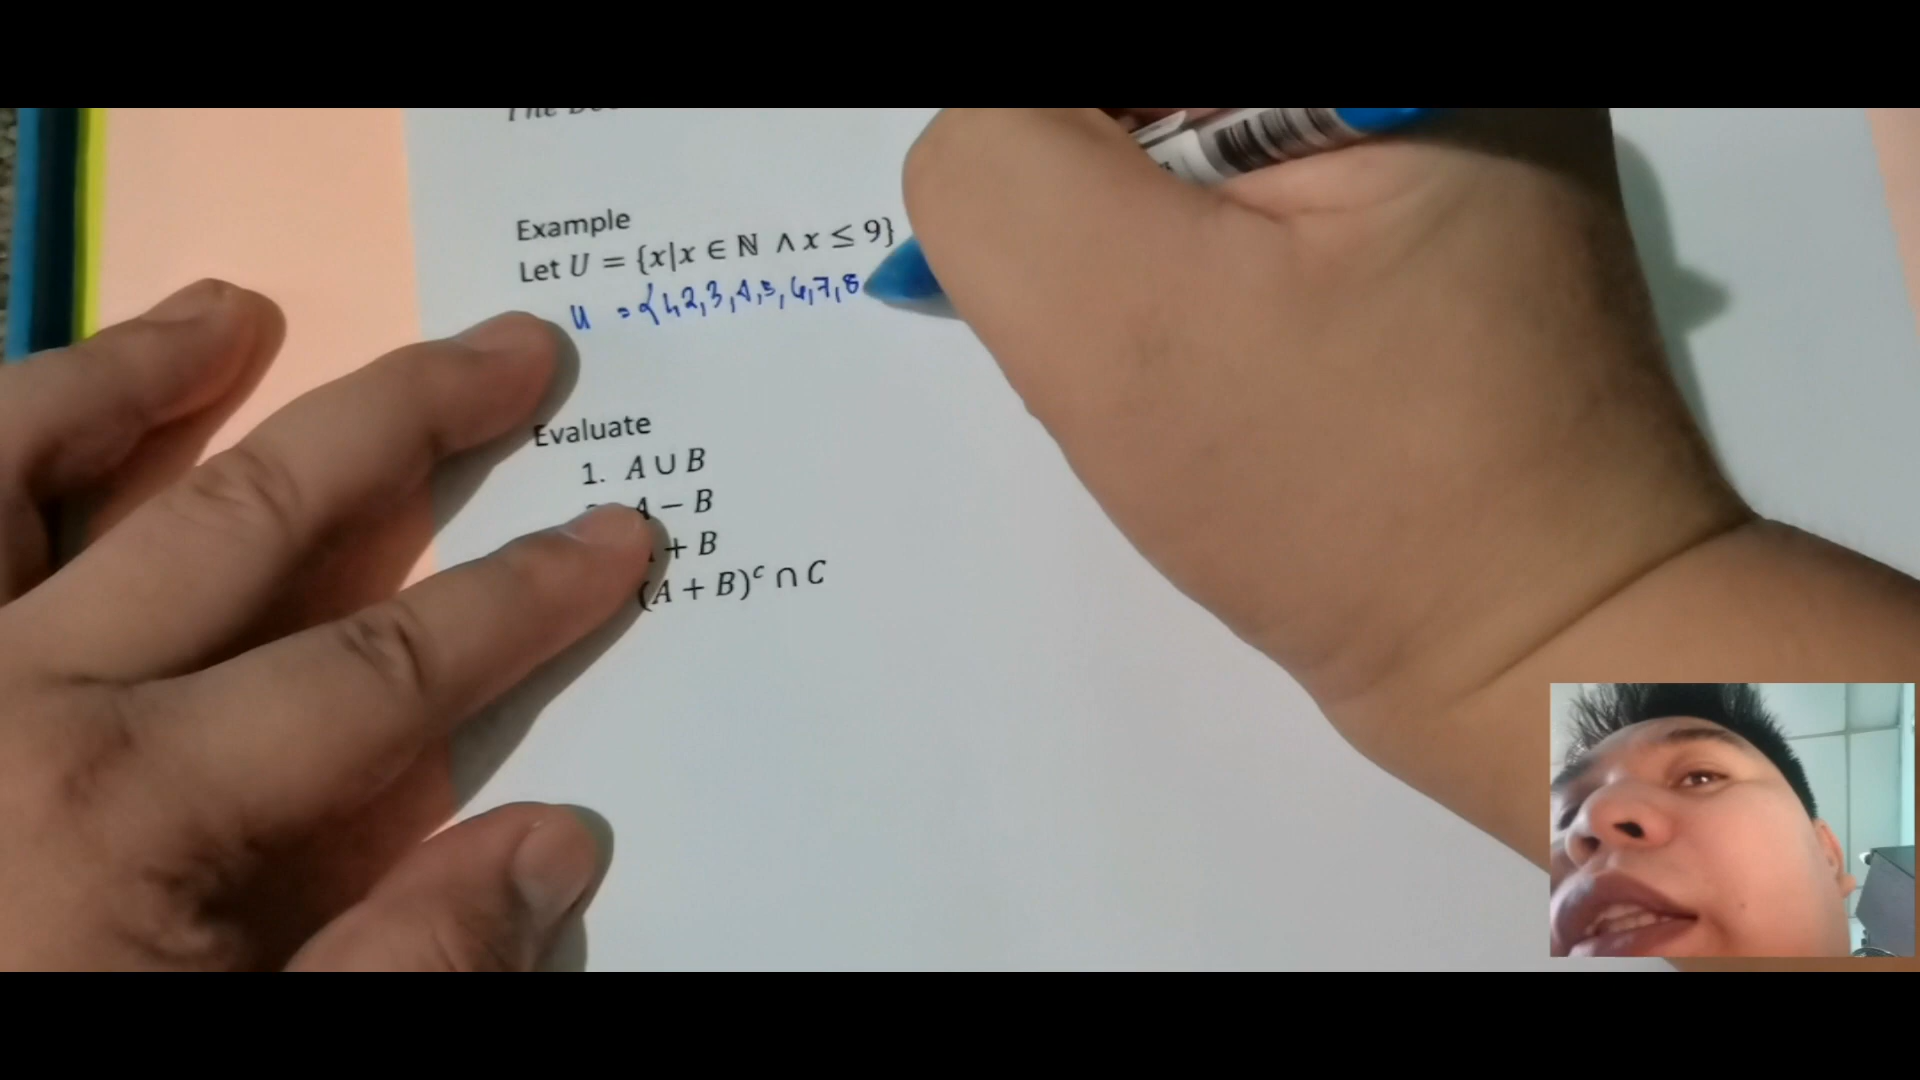 Example
Let U = {x|x ∈ ℕ ∧ x ≤ 9}
U = {1,2,3,4,5,6,7,8
Evaluate
1. A ∪ B
A − B
+ B
(A + B)ᶜ ∩ C